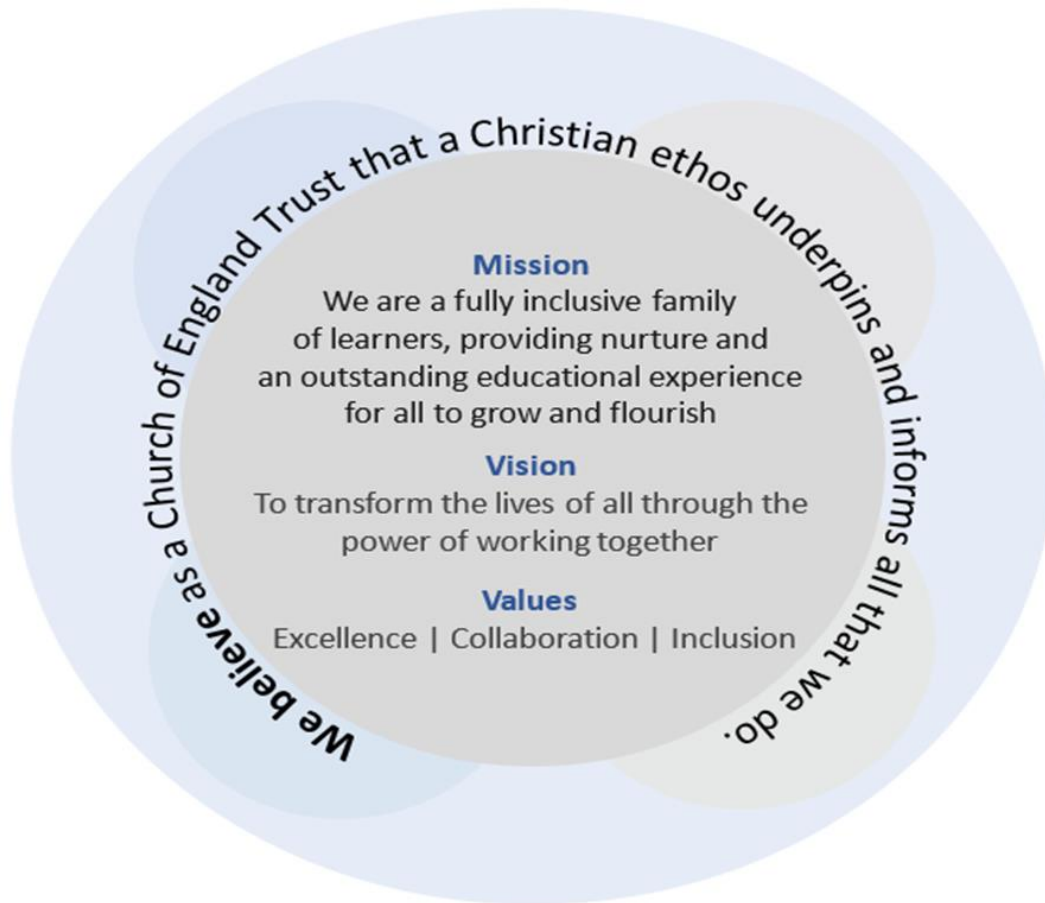 We believe as a Church of England Trust that a Christian ethos underpins and informs all that we do.
Mission
We are a fully inclusive family
of learners, providing nurture and
an outstanding educational experience
for all to grow and flourish
Vision
To transform the lives of all through the
power of working together
Values
Excellence | Collaboration | Inclusion